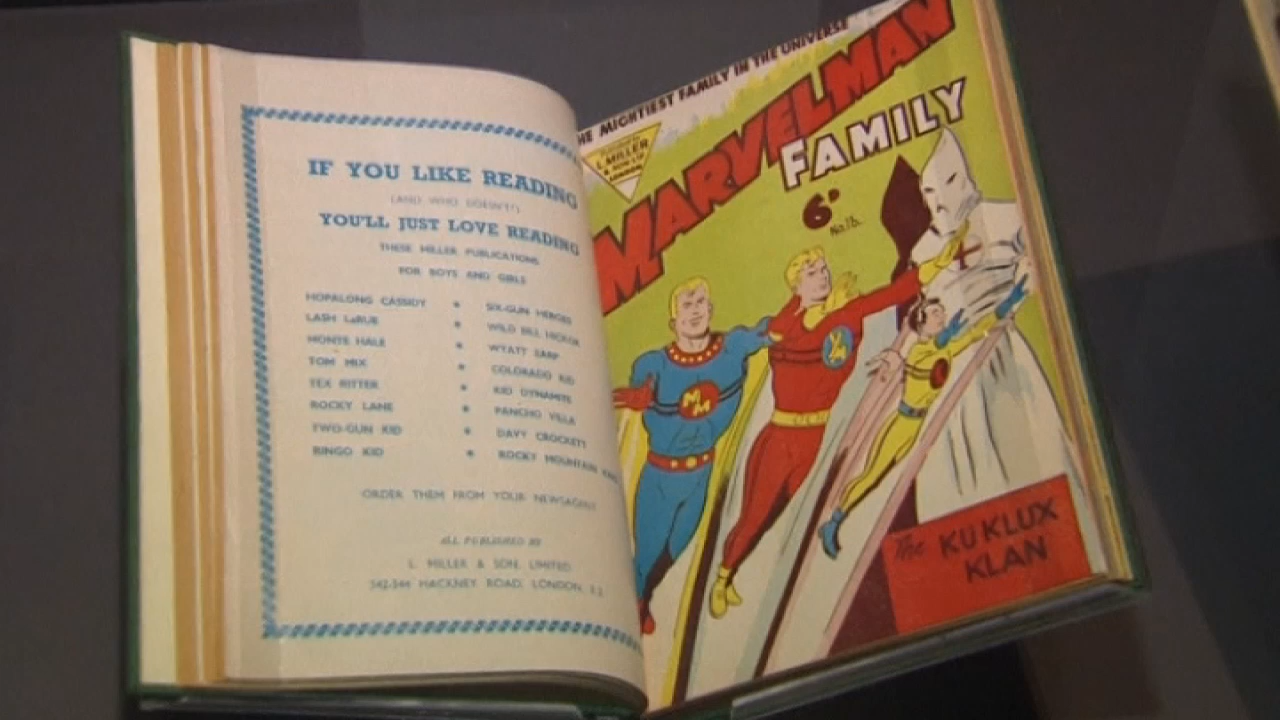 IF YOU LIKE READING
(AND WHO DOESN'T?)
YOU'LL JUST LOVE READING
THESE MILLER PUBLICATIONS
FOR BOYS AND GIRLS
HOPALONG CASSIDY * SIX-GUN HEROES
LASH LaRUE * WILD BILL HICKOK
MONTE HALE * WYATT EARP
TOM MIX * COLORADO KID
TEX RITTER * KID DYNAMITE
ROCKY LANE * PANCHO VILLA
TWO-GUN KID * DAVY CROCKETT
RINGO KID * ROCKY MOUNTAIN
ORDER THEM FROM YOUR NEWSAGENT
ALL PUBLISHED BY
L. MILLER & SON, LIMITED
342-344 HACKNEY ROAD, LONDON, E.2
THE MIGHTIEST FAMILY IN THE UNIVERSE
L. MILLER
& SON LTD
LONDON
MARVELMAN
FAMILY
6D
The KU KLUX
KLAN
MM